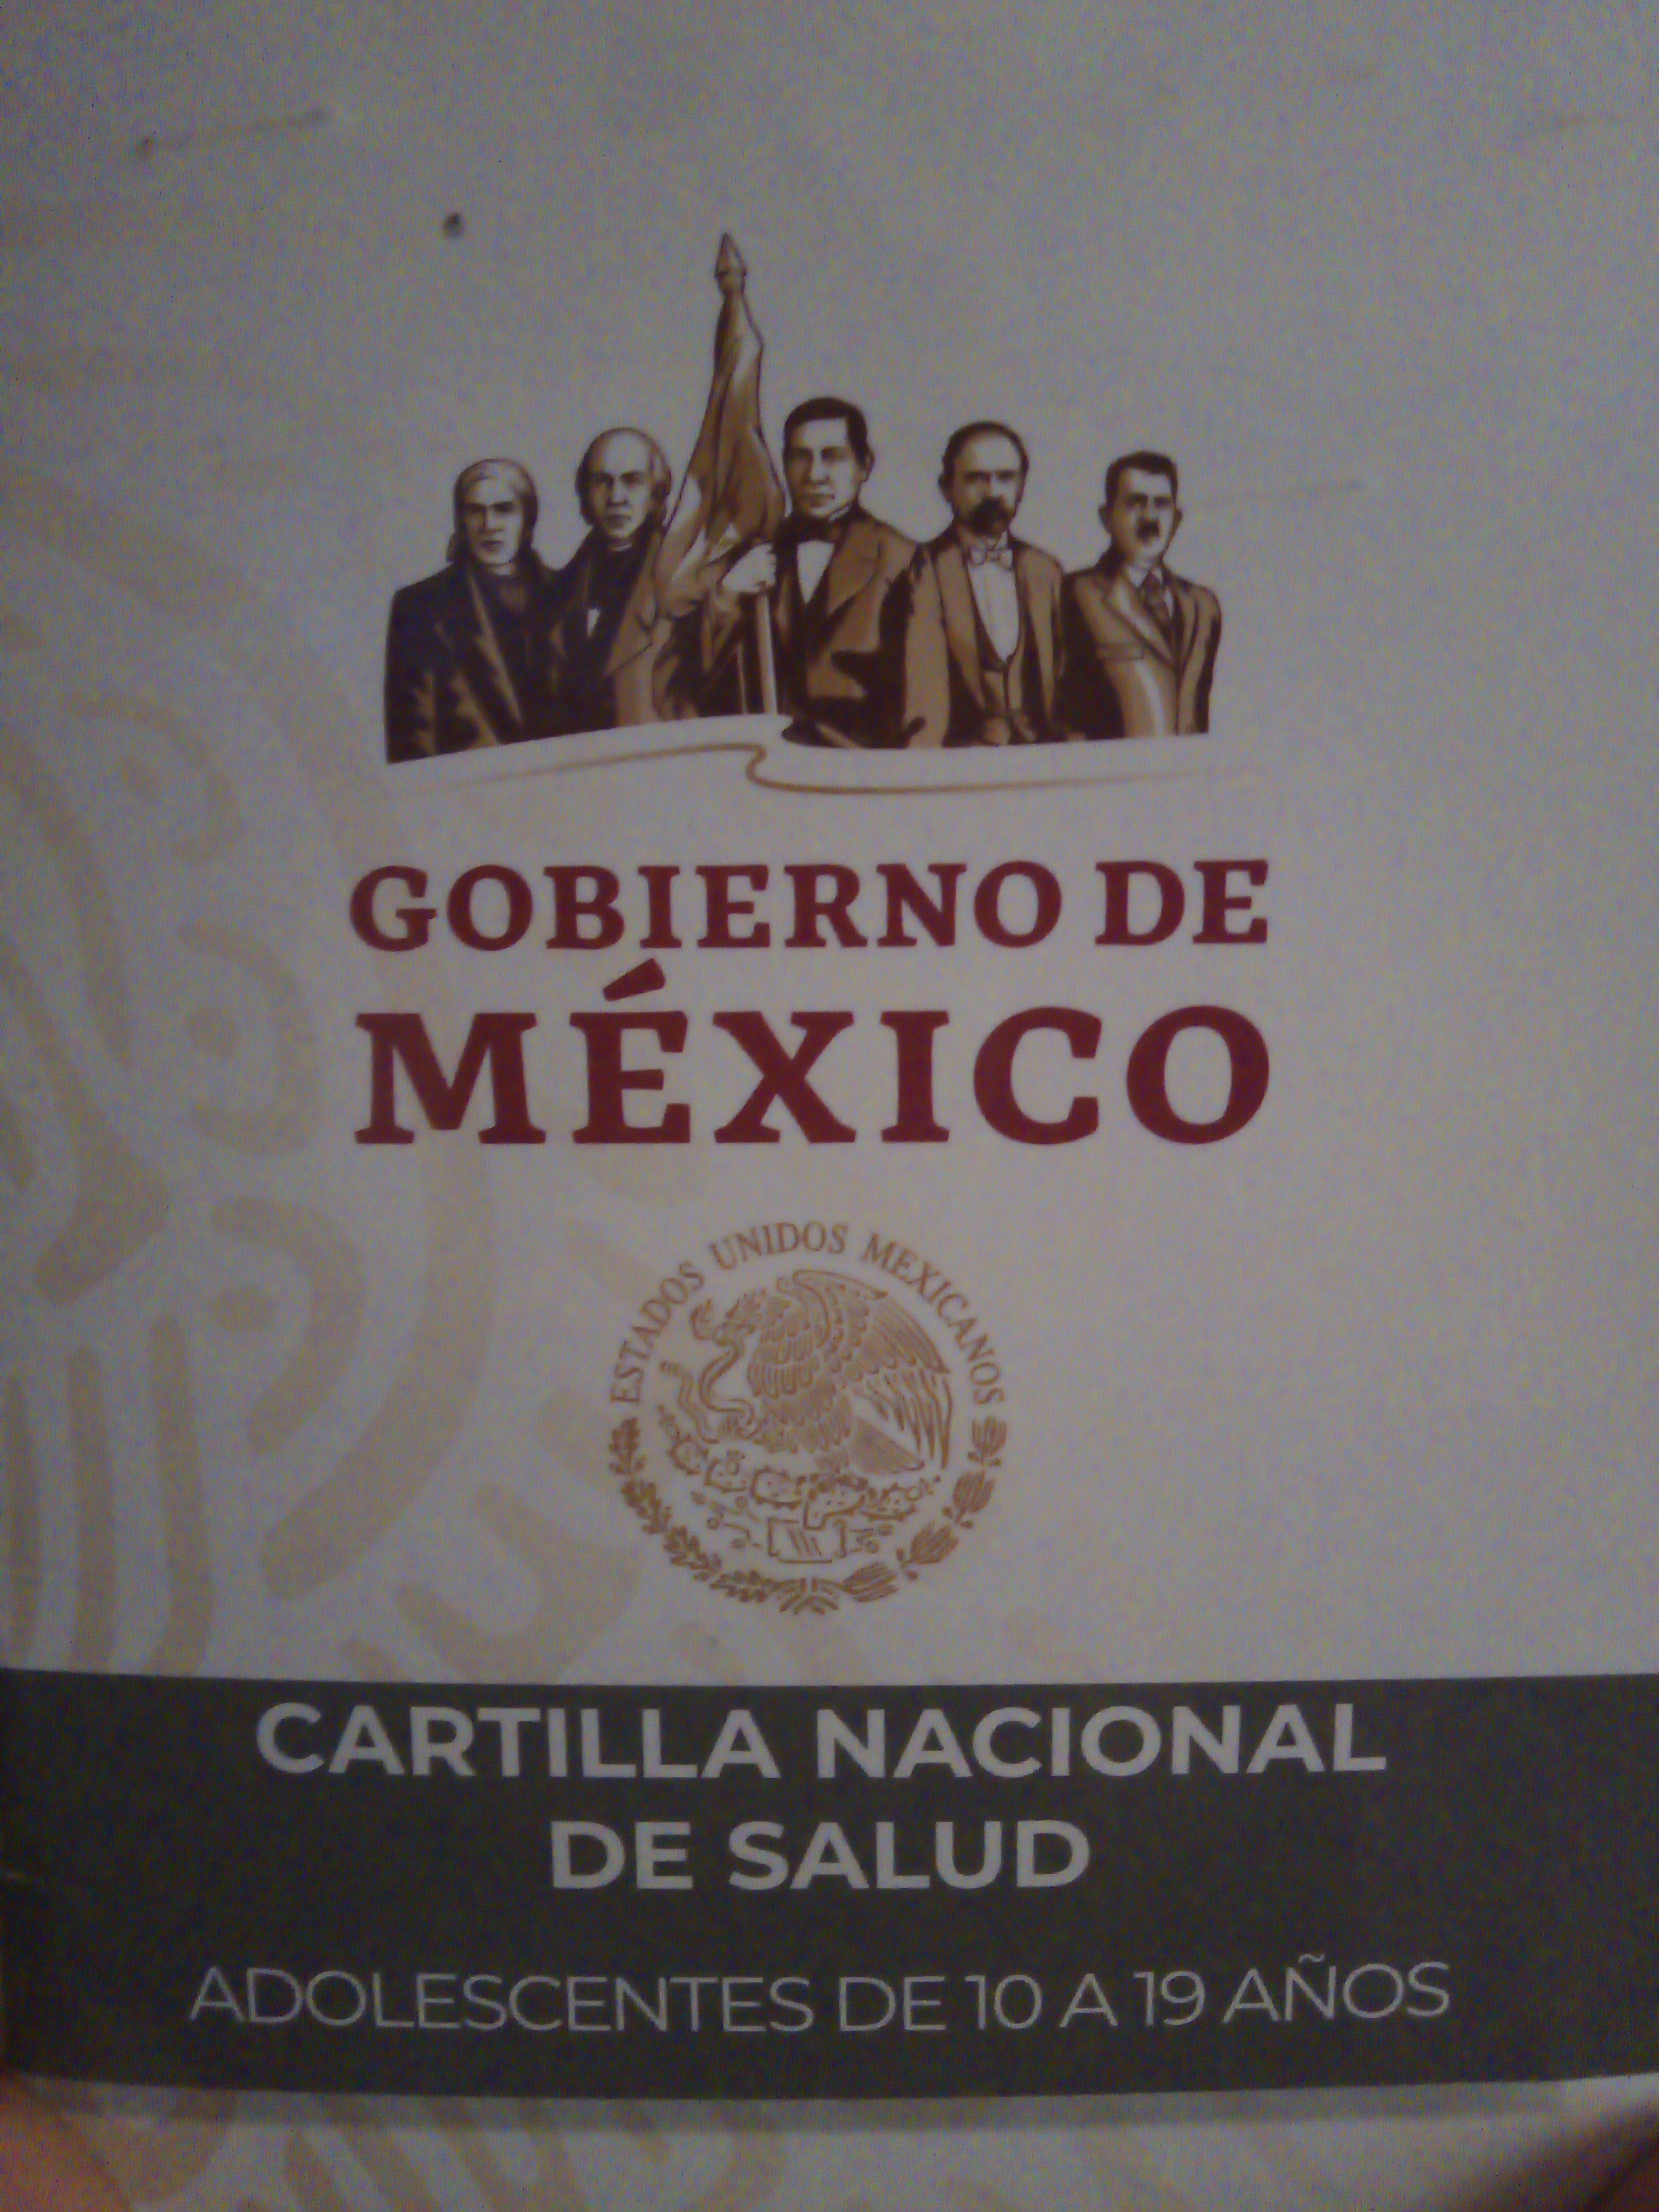 GOBIERNO DE
MÉXICO
ESTADOS UNIDOS MEXICANOS
CARTILLA NACIONAL
DE SALUD
ADOLESCENTES DE 10 A 19 AÑOS